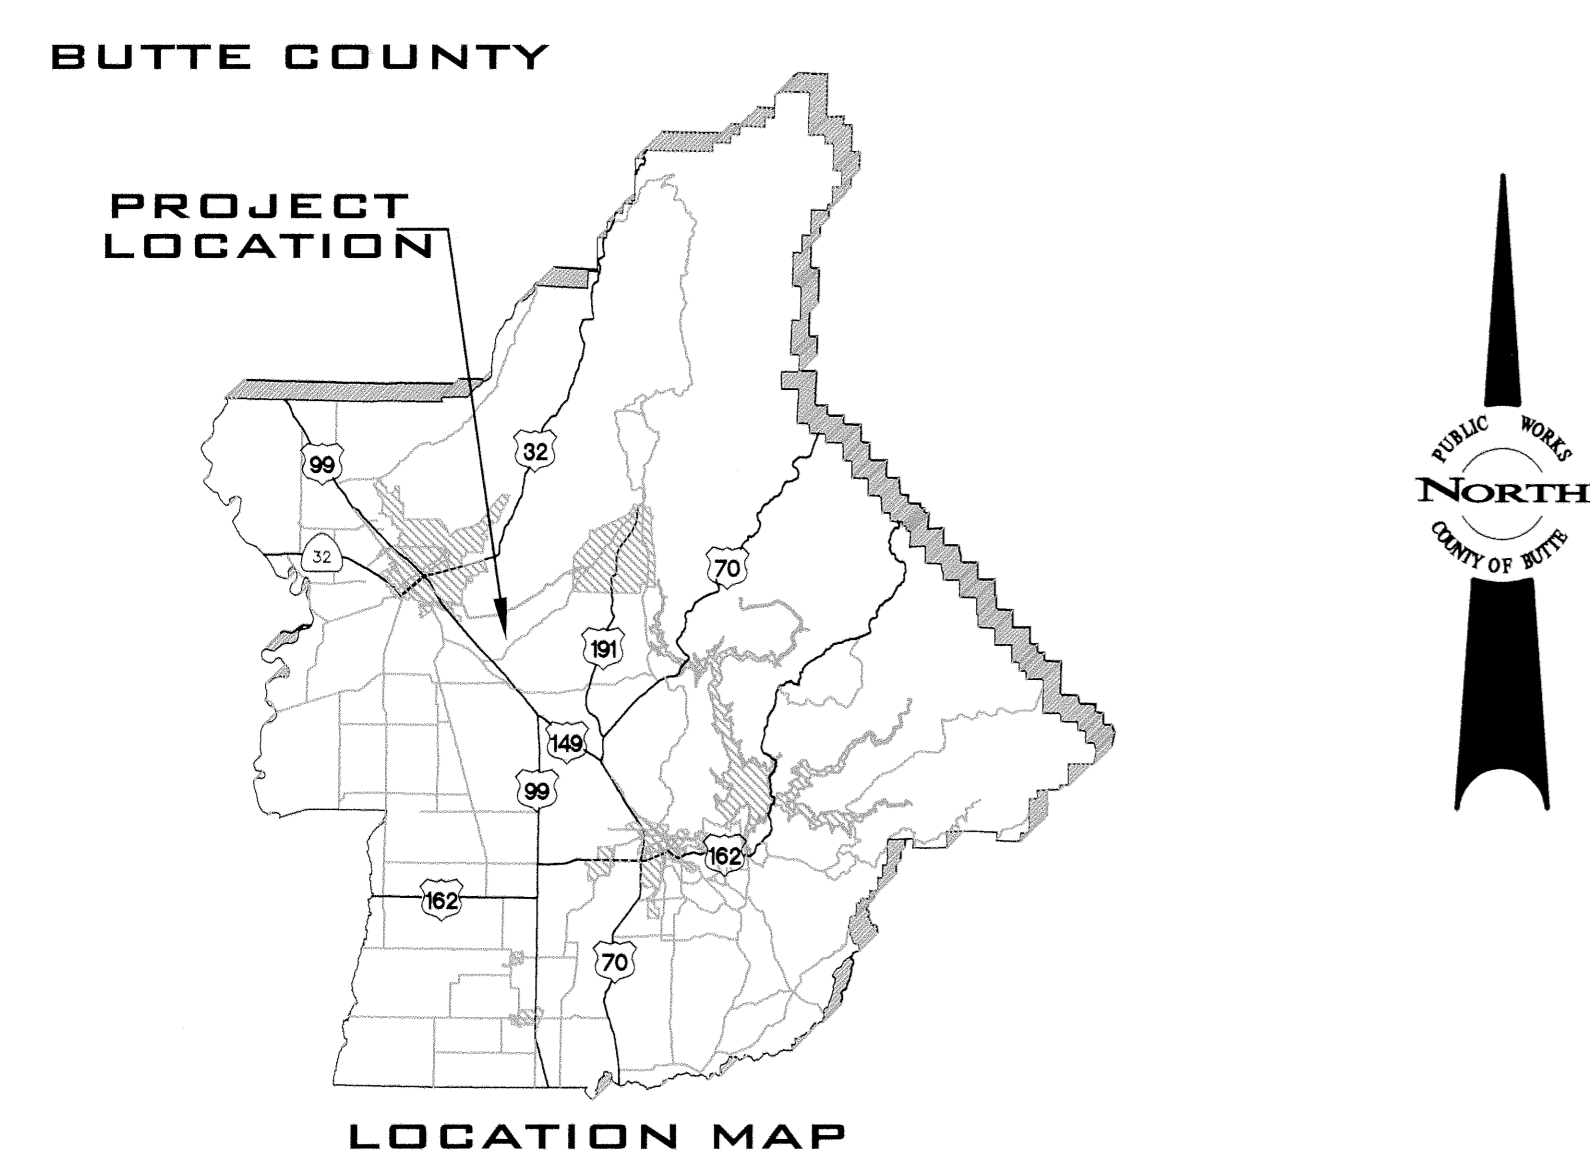 BUTTE COUNTY
PROJECT
LOCATION
99
32
32
70
191
149
99
162
162
70
PUBLIC WORKS
NORTH
COUNTY OF BUTTE
LOCATION MAP